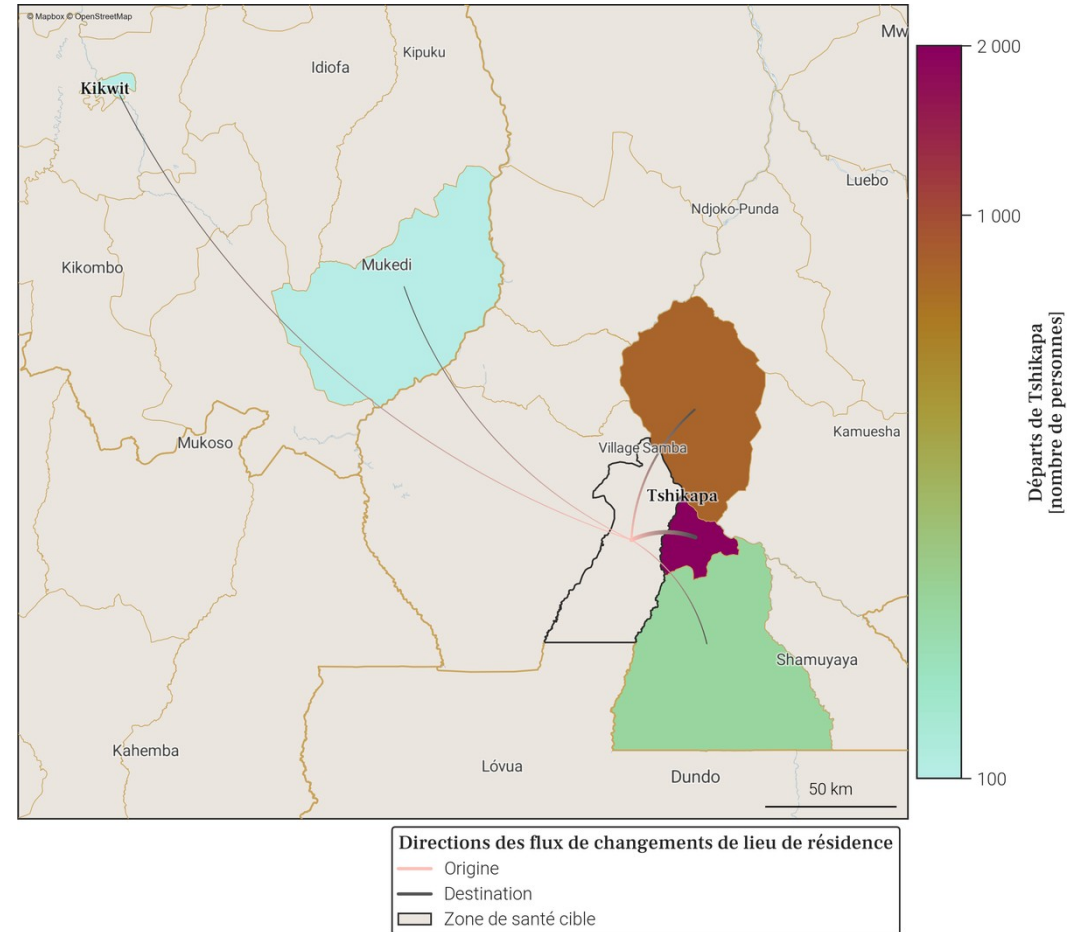 © Mapbox © OpenStreetMap
Mw
Kipuku
Idiofa
Kikwit
Luebo
Ndjoko-Punda
Mukedi
Kikombo
Kamuesha
Mukoso
Village Samba
Tshikapa
Shamuyaya
Kahemba
Lóvua
Dundo
50 km
2 000
1 000
100
Départs de Tshikapa
[nombre de personnes]
Directions des flux de changements de lieu de résidence
Origine
Destination
Zone de santé cible